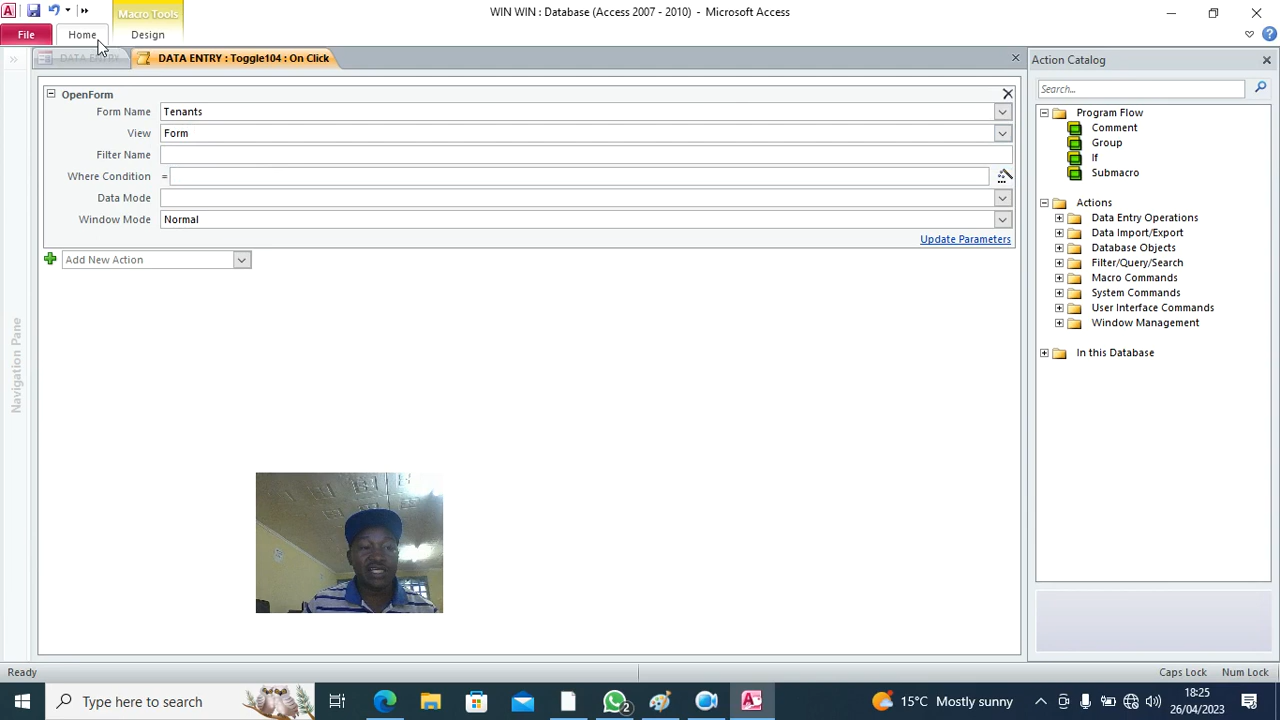 WIN WIN : Database (Access 2007 - 2010) - Microsoft Access
Macro Tools
File
Home
Design
DATA ENTRY
DATA ENTRY : Toggle104 : On Click
OpenForm
Form Name Tenants
View Form
Filter Name
Where Condition =
Data Mode
Window Mode Normal
Update Parameters
Add New Action
Navigation Pane
Action Catalog
Search...
Program Flow
Comment
Group
If
Submacro
Actions
Data Entry Operations
Data Import/Export
Database Objects
Filter/Query/Search
Macro Commands
System Commands
User Interface Commands
Window Management
In this Database
Ready
Caps Lock Num Lock
Type here to search
2
15°C Mostly sunny
18:25
26/04/2023